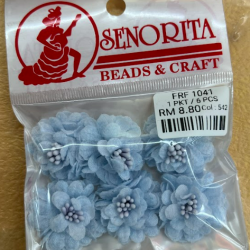 SENORITA
BEADS & CRAFT
FRF 1041
1 PKT / 6 PCS
RM 8.80 Col: 542